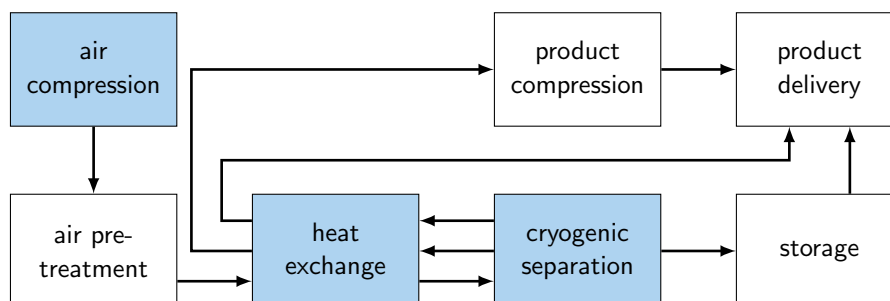 air
compression
product
compression
product
delivery
air pre-
treatment
heat
exchange
cryogenic
separation
storage